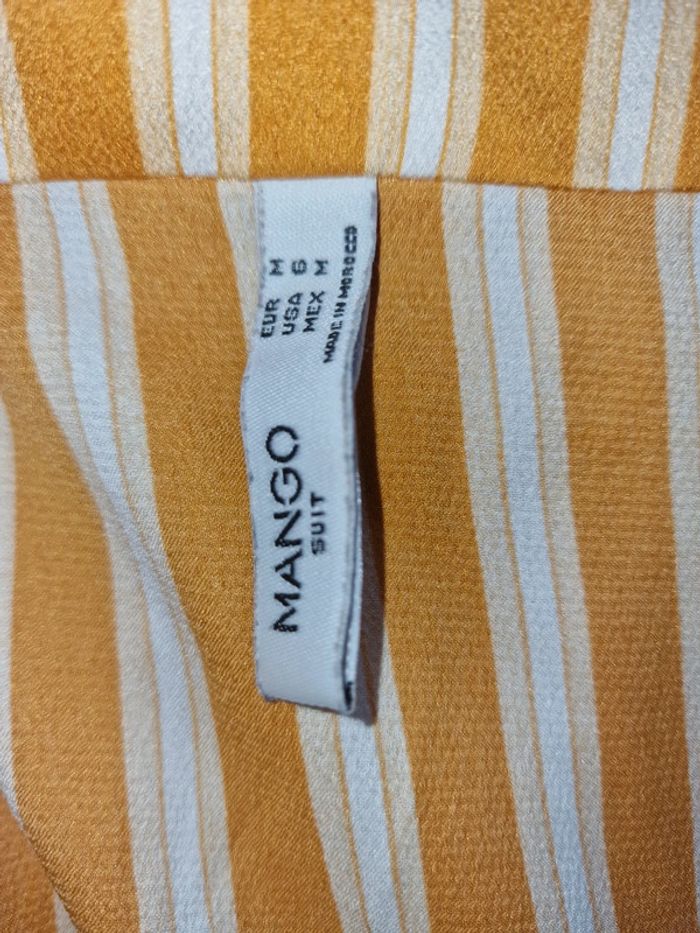 MANGO
SUIT
EUR M
USA 6
MEX M
MADE IN MOROCCO